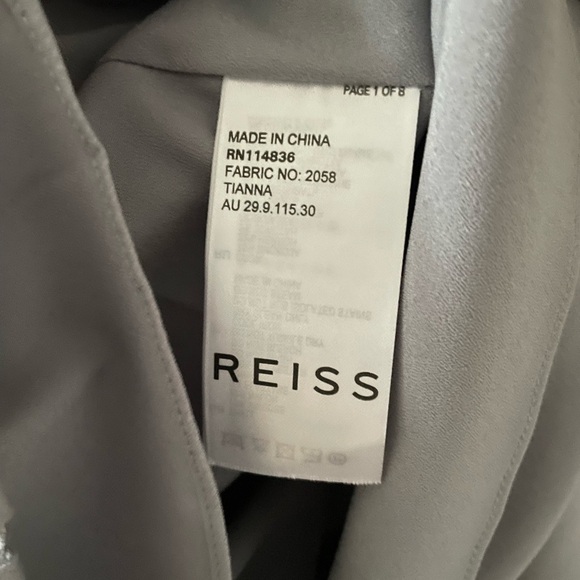 PAGE 1 OF 8
MADE IN CHINA
RN114836
FABRIC NO: 2058
TIANNA
AU 29.9.115.30
REISS